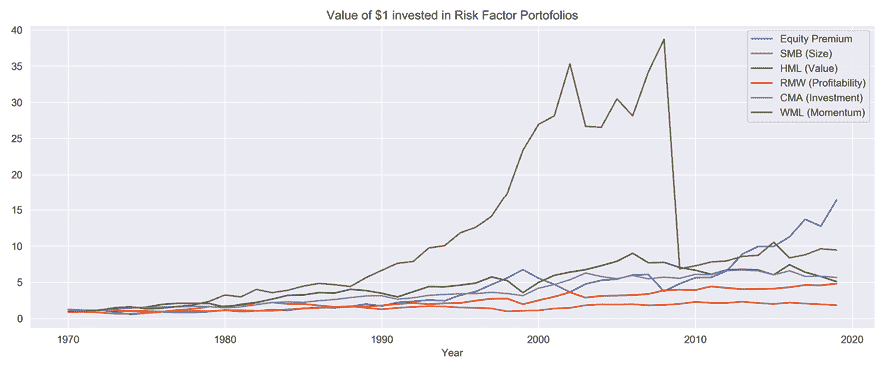 Value of $1 invested in Risk Factor Portofolios
40
35
30
25
20
15
10
5
0
Equity Premium
SMB (Size)
HML (Value)
RMW (Profitability)
CMA (Investment)
WML (Momentum)
1970 1980 1990 2000 2010 2020
Year